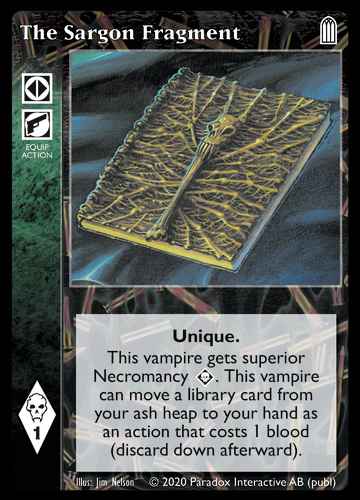 The Sargon Fragment
EQUIP
ACTION
Unique.
This vampire gets superior
Necromancy. This vampire
can move a library card from
your ash heap to your hand as
an action that costs 1 blood
(discard down afterward).
1
Illus: Jim Nelson © 2020 Paradox Interactive AB (publ)